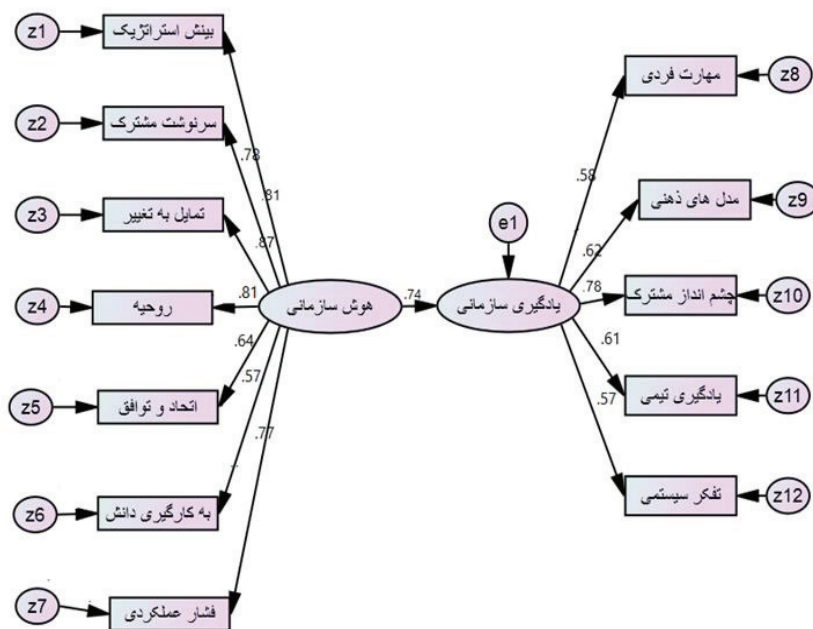 z1
بینش استراتژیک
z2
سرنوشت مشترک
z3
تمایل به تغییر
z4
روحیه
z5
اتحاد و توافق
z6
به کارگیری دانش
z7
فشار عملکردی
.81
.78
.87
.81
.64
.57
.77
هوش سازمانی
.74
e1
یادگیری سازمانی
.58
.62
.78
.61
.57
مهارت فردی
z8
مدل های ذهنی
z9
چشم انداز مشترک
z10
یادگیری تیمی
z11
تفکر سیستمی
z12